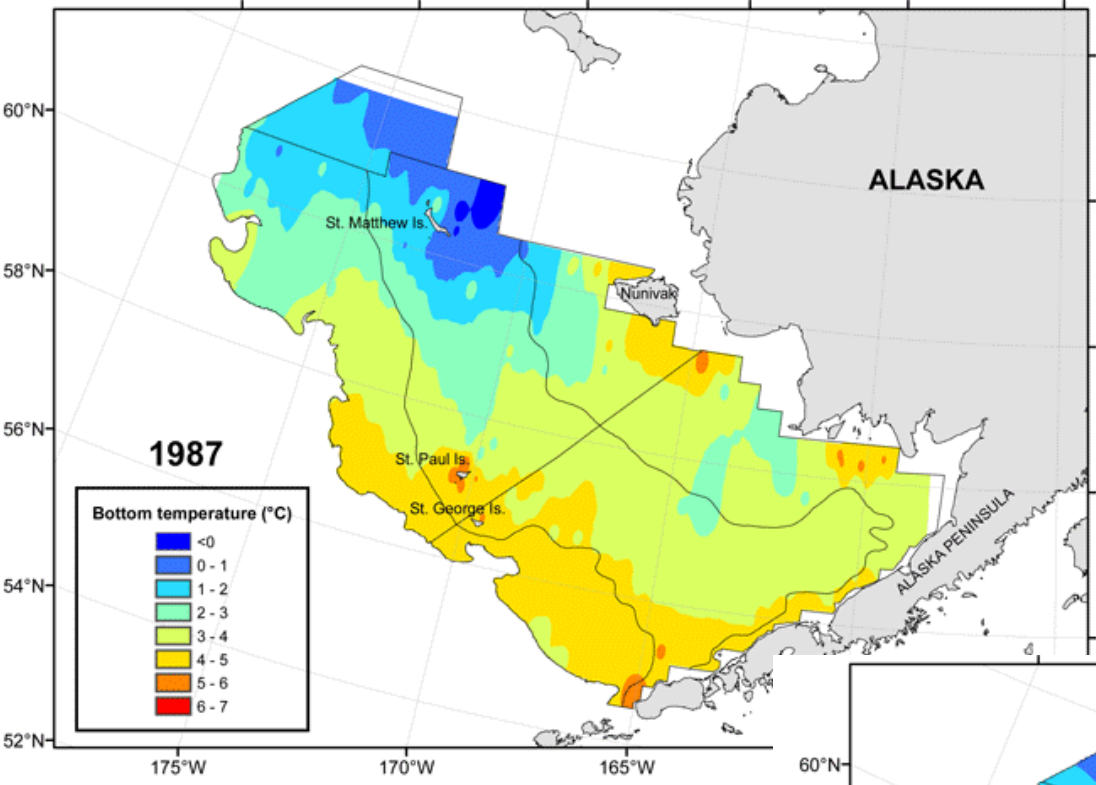 60°N
58°N
56°N
54°N
52°N
175°W
170°W
165°W
ALASKA
St. Matthew Is.
Nunivak
St. Paul Is.
St. George Is.
ALASKA PENINSULA
1987
Bottom temperature (°C)
<0
0 - 1
1 - 2
2 - 3
3 - 4
4 - 5
5 - 6
6 - 7
60°N